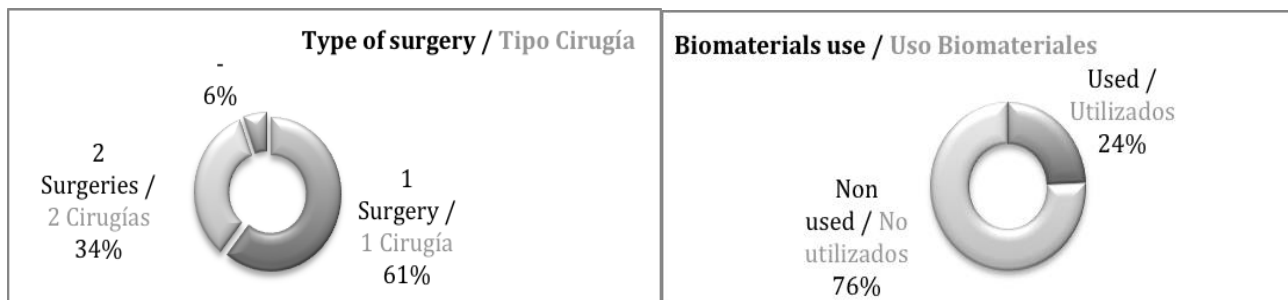 Type of surgery / Tipo Cirugía
-
6%
2
Surgeries /
2 Cirugías
34%
1
Surgery /
1 Cirugía
61%
Biomaterials use / Uso Biomateriales
Used /
Utilizados
24%
Non
used / No
utilizados
76%